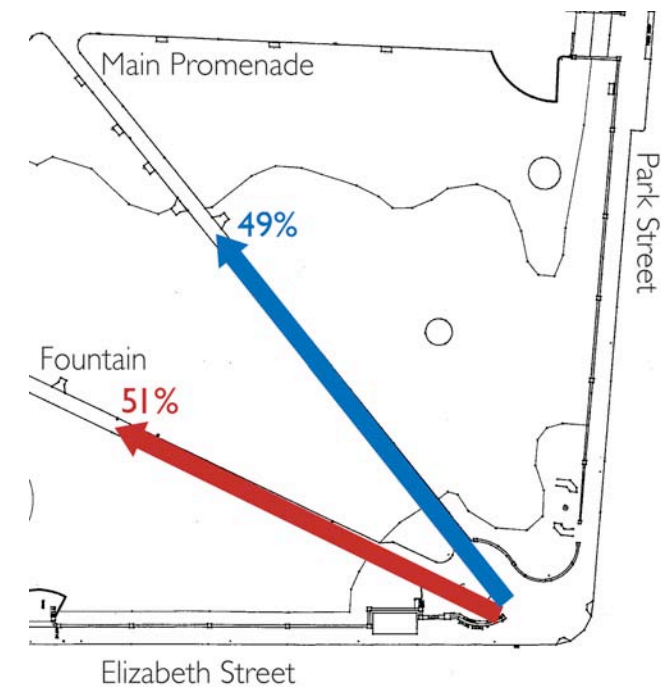 Main Promenade
Park Street
49%
Fountain
51%
Elizabeth Street